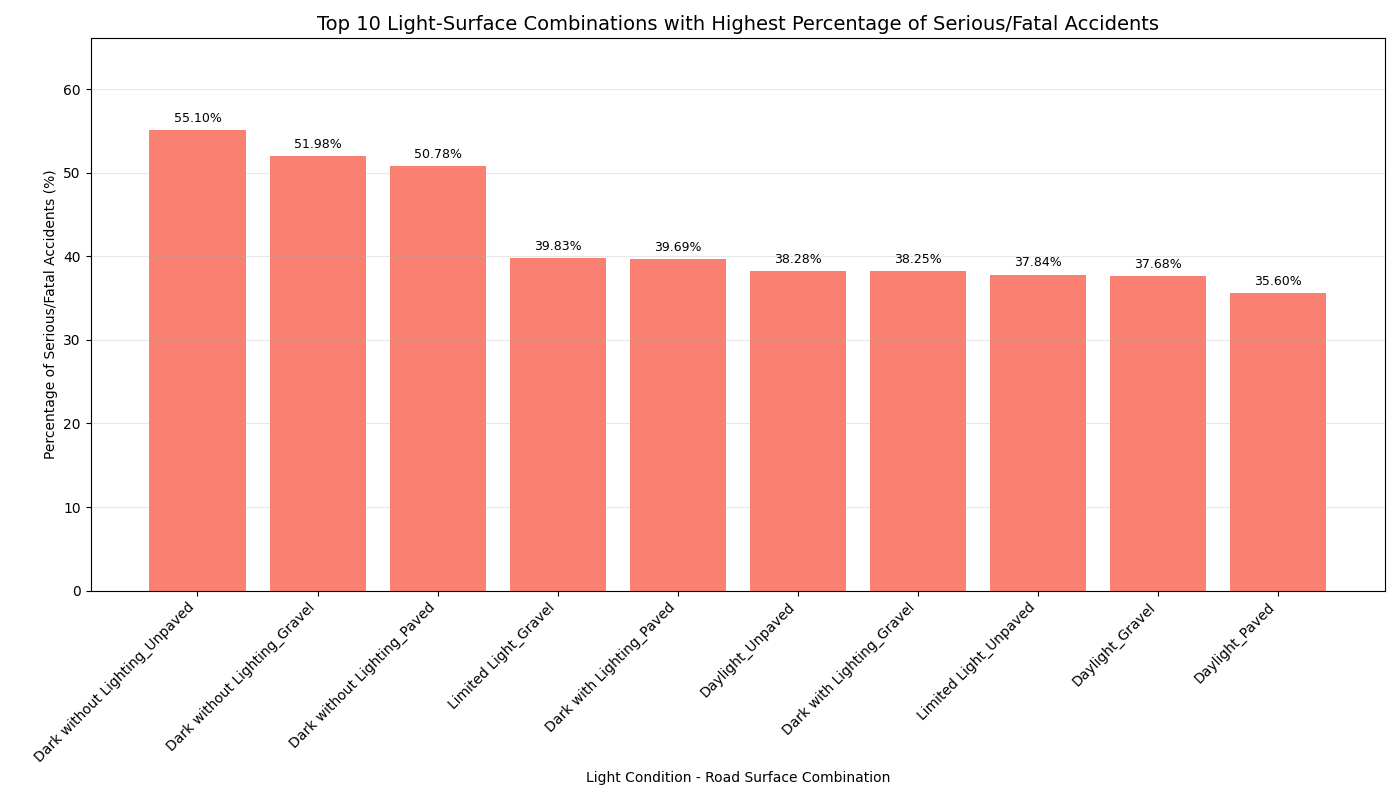 Top 10 Light-Surface Combinations with Highest Percentage of Serious/Fatal Accidents
Percentage of Serious/Fatal Accidents (%)
60
50
40
30
20
10
0
55.10%
51.98%
50.78%
39.83%
39.69%
38.28%
38.25%
37.84%
37.68%
35.60%
Dark without Lighting_Unpaved
Dark without Lighting_Gravel
Dark without Lighting_Paved
Limited Light_Gravel
Dark with Lighting_Paved
Daylight_Unpaved
Dark with Lighting_Gravel
Limited Light_Unpaved
Daylight_Gravel
Daylight_Paved
Light Condition - Road Surface Combination